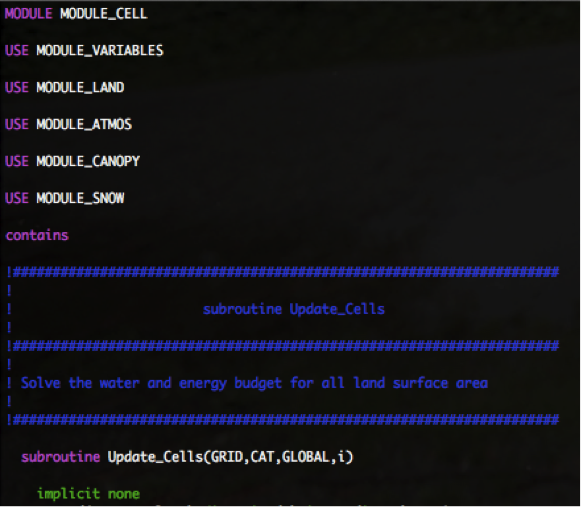 MODULE MODULE_CELL
USE MODULE_VARIABLES
USE MODULE_LAND
USE MODULE_ATMOS
USE MODULE_CANOPY
USE MODULE_SNOW
contains
!######################################################################
!
! subroutine Update_Cells
!
!######################################################################
!
! Solve the water and energy budget for all land surface area
!
!######################################################################
subroutine Update_Cells(GRID,CAT,GLOBAL,i)
implicit none